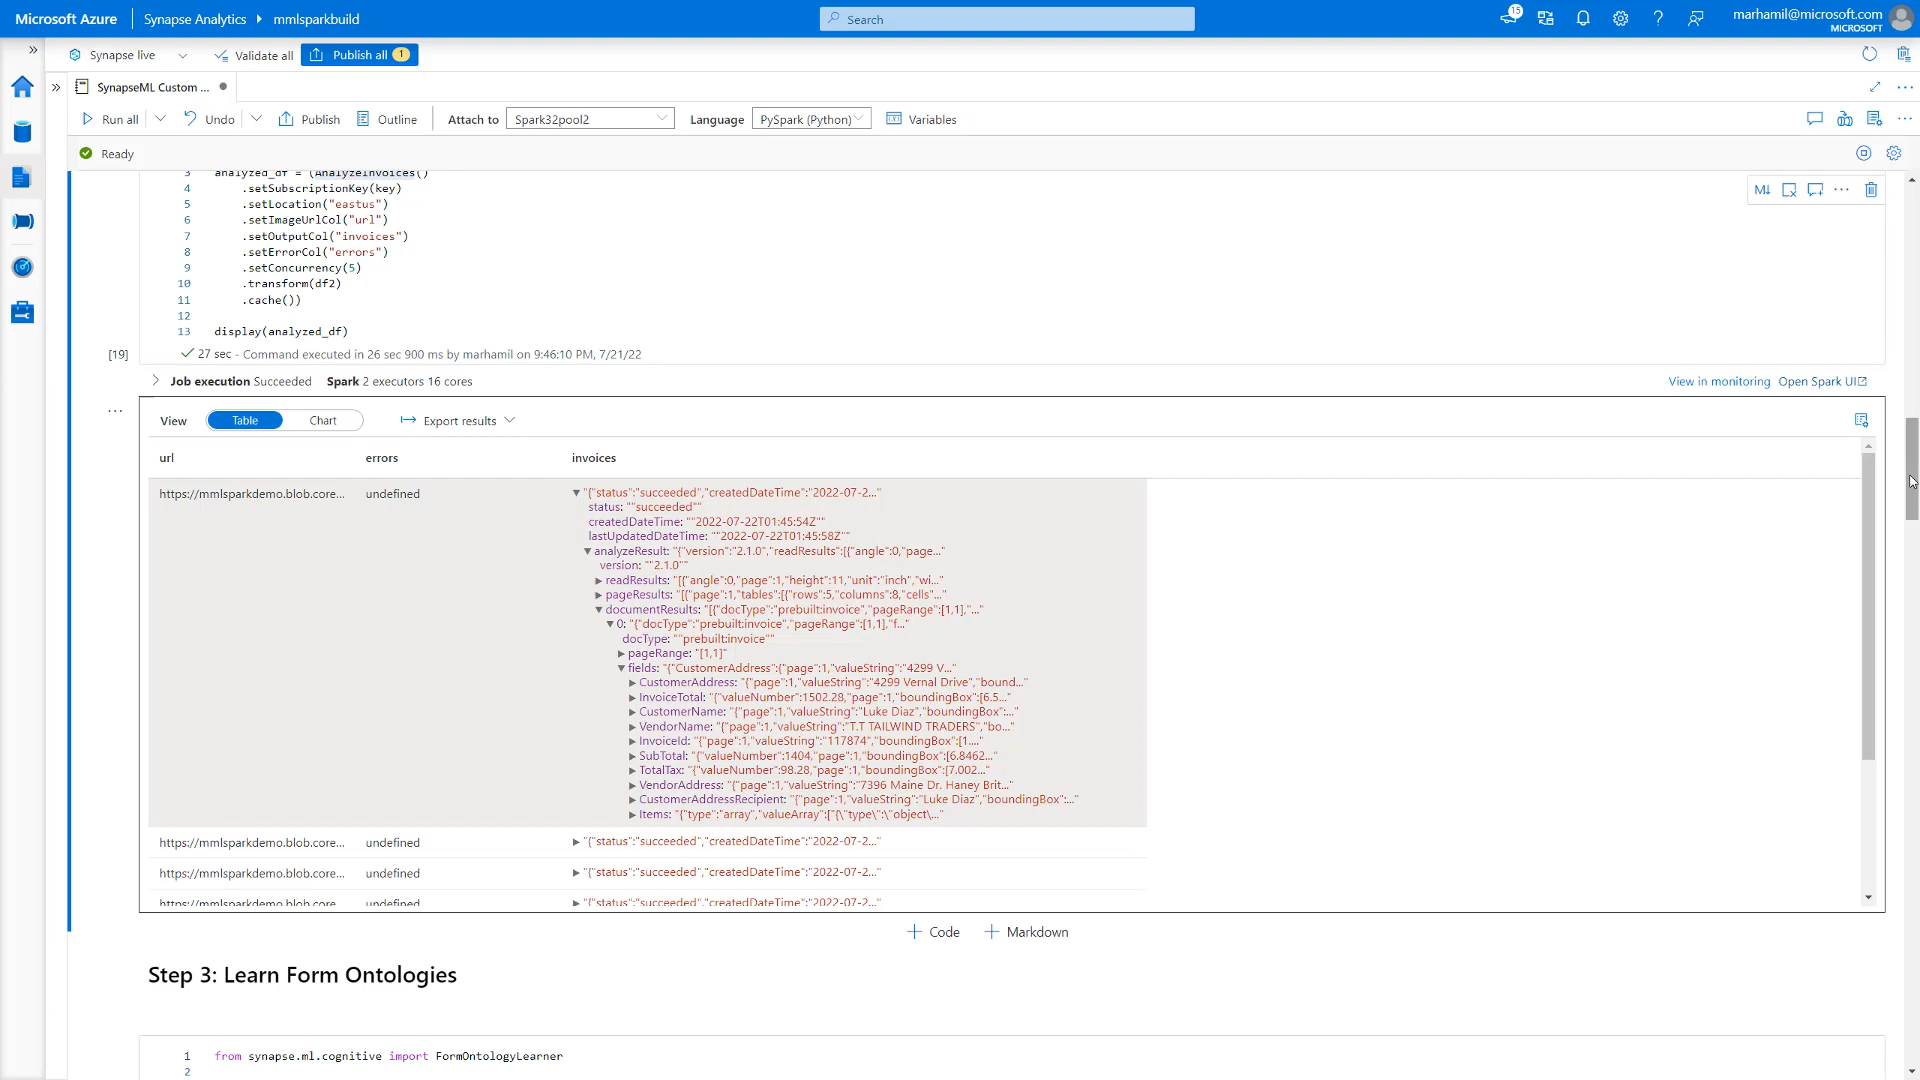 Microsoft Azure
Synapse Analytics
mmlsparkbuild
Search
15
marhamil@microsoft.com
MICROSOFT
Synapse live
Validate all
Publish all
1
SynapseML Custom ...
Run all
Undo
Publish
Outline
Attach to
Spark32pool2
Language
PySpark (Python)
Variables
Ready
3 analyzed_df = (AnalyzeInvoices()
4 .setSubscriptionKey(key)
5 .setLocation("eastus")
6 .setImageUrlCol("url")
7 .setOutputCol("invoices")
8 .setErrorCol("errors")
9 .setConcurrency(5)
10 .transform(df2)
11 .cache())
12
13 display(analyzed_df)
[19]
27 sec - Command executed in 26 sec 900 ms by marhamil on 9:46:10 PM, 7/21/22
Job execution Succeeded Spark 2 executors 16 cores
View in monitoring
Open Spark UI
View
Table
Chart
Export results
url errors invoices
https://mmlsparkdemo.blob.core... undefined "{"status":"succeeded","createdDateTime":"2022-07-2..."
status: ""succeeded""
createdDateTime: ""2022-07-22T01:45:54Z""
lastUpdatedDateTime: ""2022-07-22T01:45:58Z""
analyzeResult: "{"version":"2.1.0","readResults":[{"angle":0,"page..."
version: ""2.1.0""
readResults: "[{"angle":0,"page":1,"height":11,"unit":"inch","wi..."
pageResults: "[{"page":1,"tables":[{"rows":5,"columns":8,"cells"..."
documentResults: "[{"docType":"prebuilt:invoice","pageRange":[1,1],"..."
0: "{"docType":"prebuilt:invoice","pageRange":[1,1],"f..."
docType: ""prebuilt:invoice""
pageRange: "[1,1]"
fields: "{"CustomerAddress":{"page":1,"valueString":"4299 V..."
CustomerAddress: "{"page":1,"valueString":"4299 Vernal Drive","bound..."
InvoiceTotal: "{"valueNumber":1502.28,"page":1,"boundingBox":[6.5..."
CustomerName: "{"page":1,"valueString":"Luke Diaz","boundingBox":..."
VendorName: "{"page":1,"valueString":"T.T TAILWIND TRADERS","bo..."
InvoiceId: "{"page":1,"valueString":"117874","boundingBox":[1...."
SubTotal: "{"valueNumber":1404,"page":1,"boundingBox":[6.8462..."
TotalTax: "{"valueNumber":98.28,"page":1,"boundingBox":[7.002..."
VendorAddress: "{"page":1,"valueString":"7396 Maine Dr. Haney Brit..."
CustomerAddressRecipient: "{"page":1,"valueString":"Luke Diaz","boundingBox":..."
Items: "{"type":"array","valueArray":["{\"type\":\"object\..."
https://mmlsparkdemo.blob.core... undefined "{"status":"succeeded","createdDateTime":"2022-07-2..."
https://mmlsparkdemo.blob.core... undefined "{"status":"succeeded","createdDateTime":"2022-07-2..."
https://mmlsparkdemo.blob.core... undefined "{"status":"succeeded","createdDateTime":"2022-07-2..."
Code
Markdown
Step 3: Learn Form Ontologies
1 from synapse.ml.cognitive import FormOntologyLearner
2